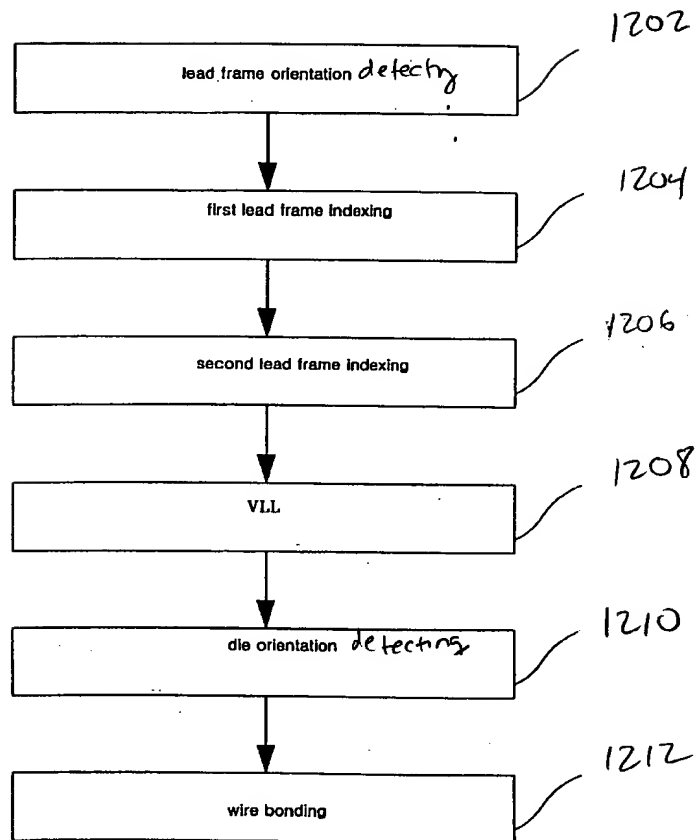 1202
lead frame orientation detectg
1204
first lead frame indexing
1206
second lead frame indexing
1208
VLL
1210
die orientation detecting
1212
wire bonding